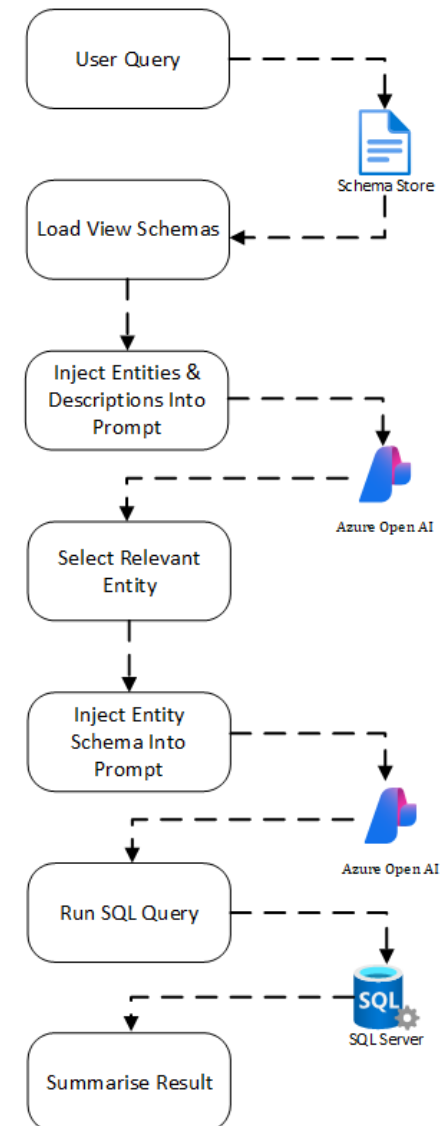 User Query
Schema Store
Load View Schemas
Inject Entities &
Descriptions Into
Prompt
Azure Open AI
Select Relevant
Entity
Inject Entity
Schema Into
Prompt
Azure Open AI
Run SQL Query
SQL
SQL Server
Summarise Result